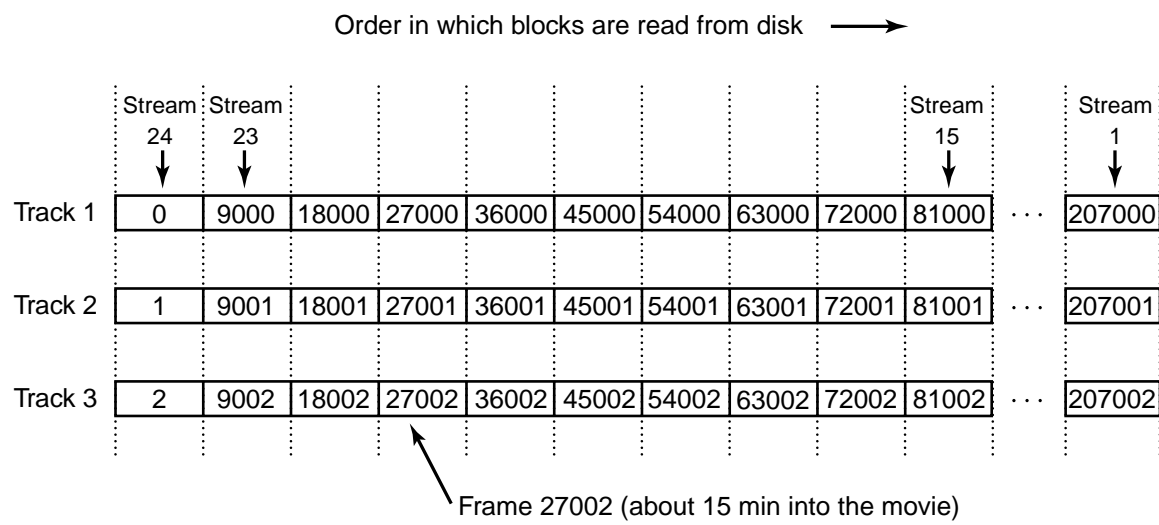 Order in which blocks are read from disk
Stream 24 Stream 23 Stream 15 Stream 1
Track 1 0 9000 18000 27000 36000 45000 54000 63000 72000 81000 · · · 207000
Track 2 1 9001 18001 27001 36001 45001 54001 63001 72001 81001 · · · 207001
Track 3 2 9002 18002 27002 36002 45002 54002 63002 72002 81002 · · · 207002
Frame 27002 (about 15 min into the movie)